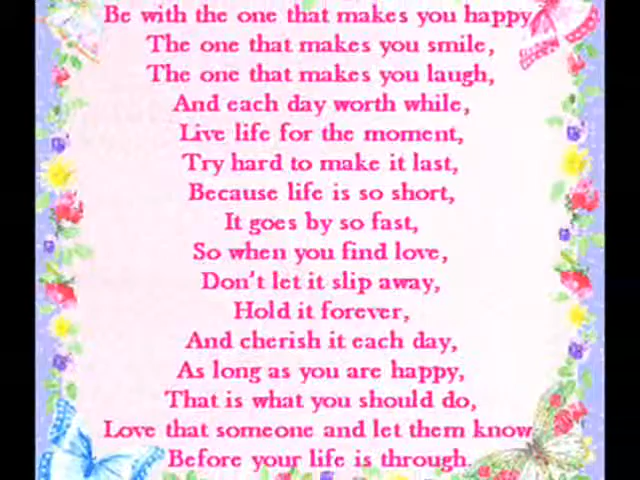 Be with the one that makes you happy
The one that makes you smile,
The one that makes you laugh,
And each day worth while,
Live life for the moment,
Try hard to make it last,
Because life is so short,
It goes by so fast,
So when you find love,
Don't let it slip away,
Hold it forever,
And cherish it each day,
As long as you are happy,
That is what you should do,
Love that someone and let them know
Before your life is through.